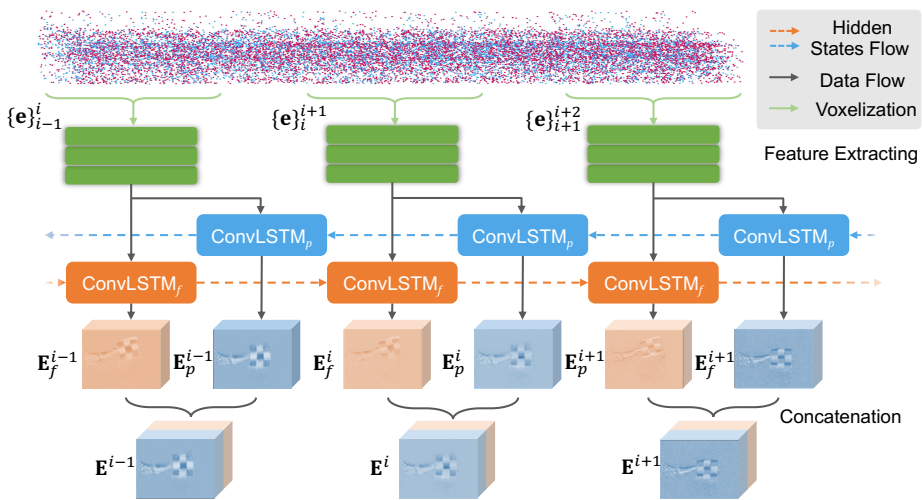 Hidden
States Flow
Data Flow
Voxelization
{e}_{i-1}^{i}
{e}_{i}^{i+1}
{e}_{i+1}^{i+2}
Feature Extracting
ConvLSTM_p
ConvLSTM_p
ConvLSTM_p
ConvLSTM_f
ConvLSTM_f
ConvLSTM_f
E_f^{i-1}
E_p^{i-1}
E_f^{i}
E_p^{i}
E_p^{i+1}
E_f^{i+1}
Concatenation
E^{i-1}
E^{i}
E^{i+1}